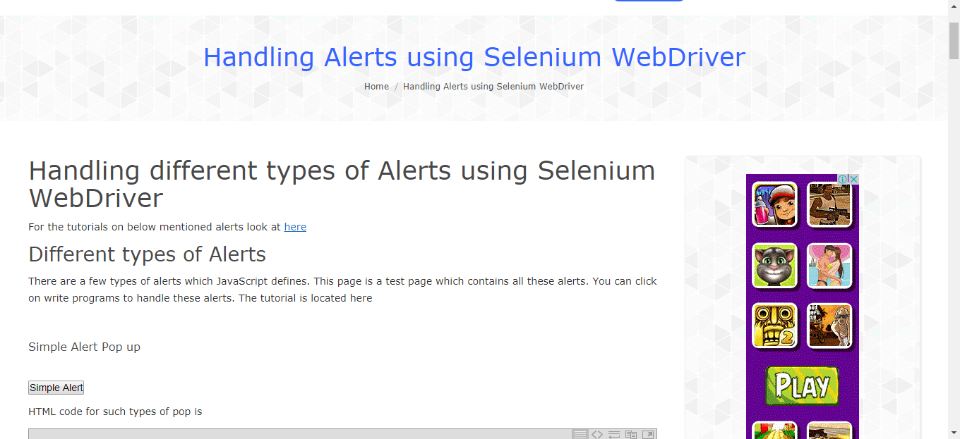 Handling Alerts using Selenium WebDriver
Home / Handling Alerts using Selenium WebDriver
Handling different types of Alerts using Selenium
WebDriver
For the tutorials on below mentioned alerts look at here
Different types of Alerts
There are a few types of alerts which JavaScript defines. This page is a test page which contains all these alerts. You can click
on write programs to handle these alerts. The tutorial is located here
Simple Alert Pop up
Simple Alert
HTML code for such types of pop is
2
PLAY